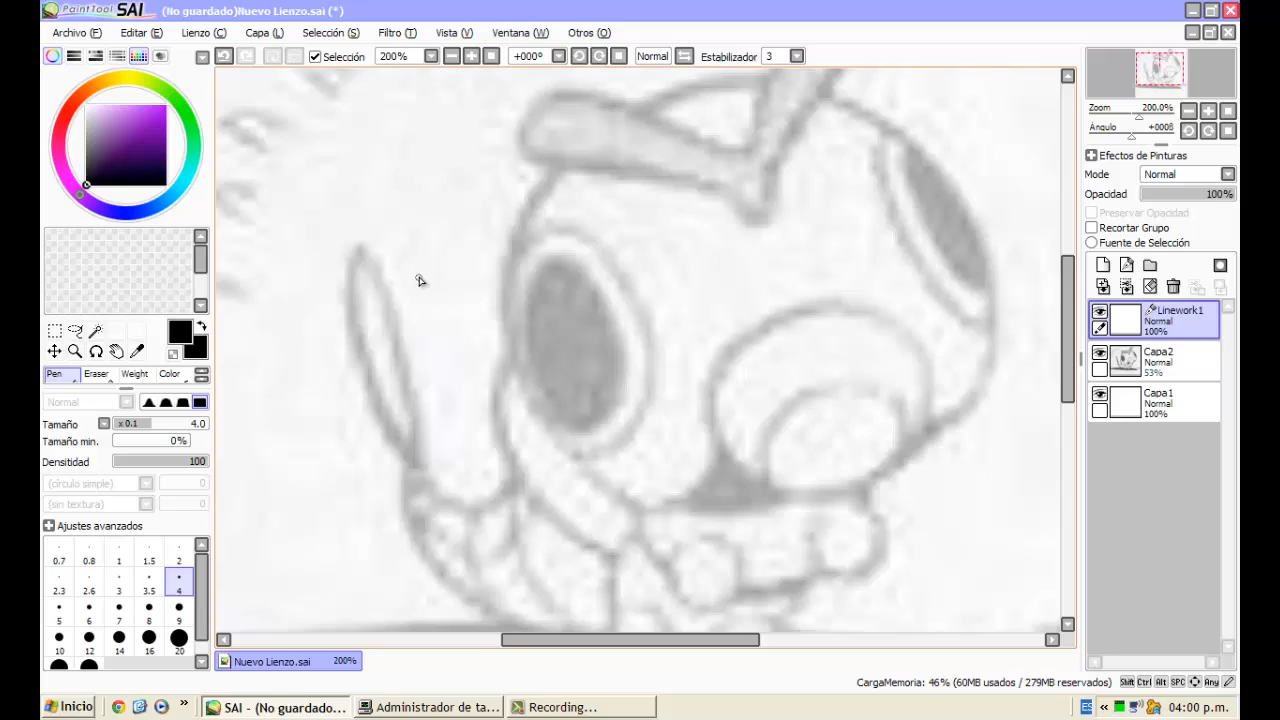 PaintTool SAI (No guardado)Nuevo Lienzo.sai (*)
Archivo (F) Editar (E) Lienzo (C) Capa (L) Selección (S) Filtro (T) Vista (V) Ventana (W) Otros (O)
Selección 200% +000° Normal Estabilizador 3
Zoom 200.0%
Ángulo +000§
Efectos de Pinturas
Mode Normal
Opacidad 100%
Preservar Opacidad
Recortar Grupo
Fuente de Selección
Linework1
Normal
100%
Capa2
Normal
53%
Capa1
Normal
100%
Pen Eraser Weight Color
Normal
Tamaño x 0.1 4.0
Tamaño min. 0%
Densitidad 100
(círculo simple) 0
(sin textura) 0
Ajustes avanzados
0.7 0.8 1 1.5 2
2.3 2.6 3 3.5 4
5 6 7 8 9
10 12 14 16 20
Nuevo Lienzo.sai 200%
CargaMemoria: 46% (60MB usados / 279MB reservados) Shift Ctrl Alt SPC Any
Inicio » SAI - (No guardado... Administrador de ta... Recording... ES « 04:00 p.m.